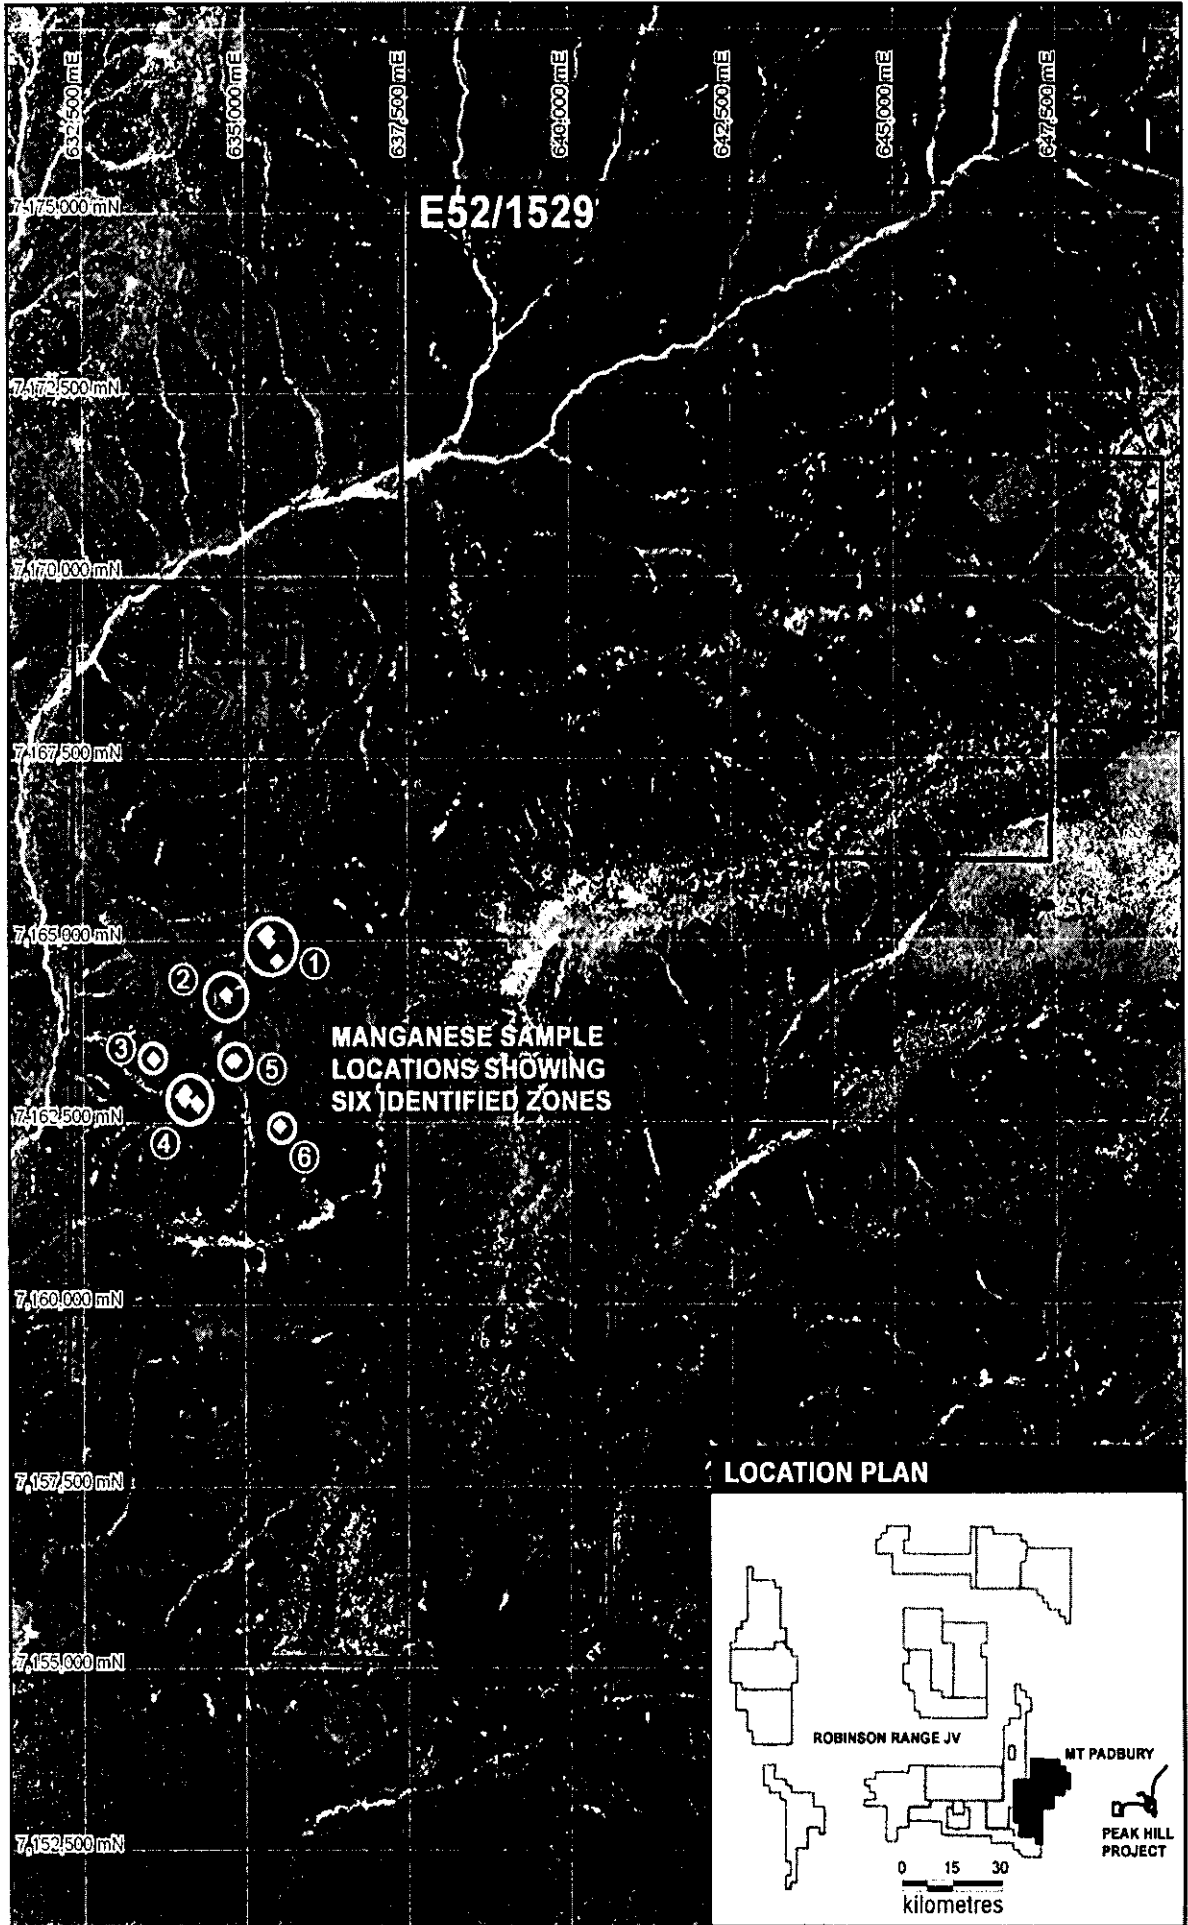 632,500 mE
635,000 mE
637,500 mE
640,000 mE
642,500 mE
645,000 mE
647,500 mE
7,175,000 mN
E52/1529
7,172,500 mN
7,170,000 mN
7,167,500 mN
7,165,000 mN
1
2
MANGANESE SAMPLE
LOCATIONS SHOWING
SIX IDENTIFIED ZONES
3
5
7,162,500 mN
4
6
7,160,000 mN
7,157,500 mN
LOCATION PLAN
7,155,000 mN
ROBINSON RANGE JV
MT PADBURY
PEAK HILL
PROJECT
7,152,500 mN
0 15 30
kilometres